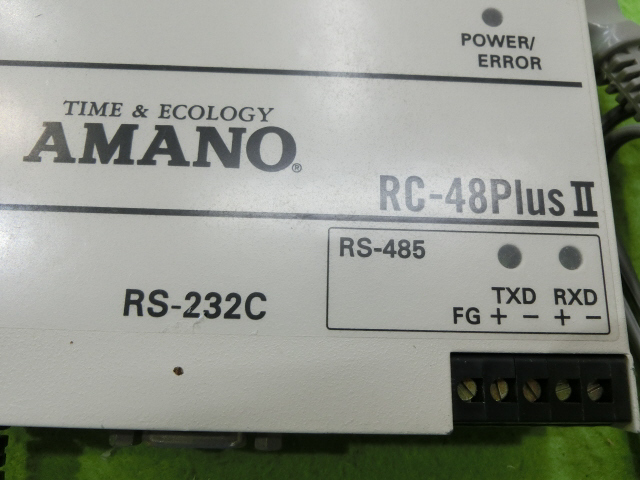 POWER/
ERROR
TIME & ECOLOGY
AMANO®
RC-48Plus II
RS-485
TXD RXD
FG + − + −
RS-232C